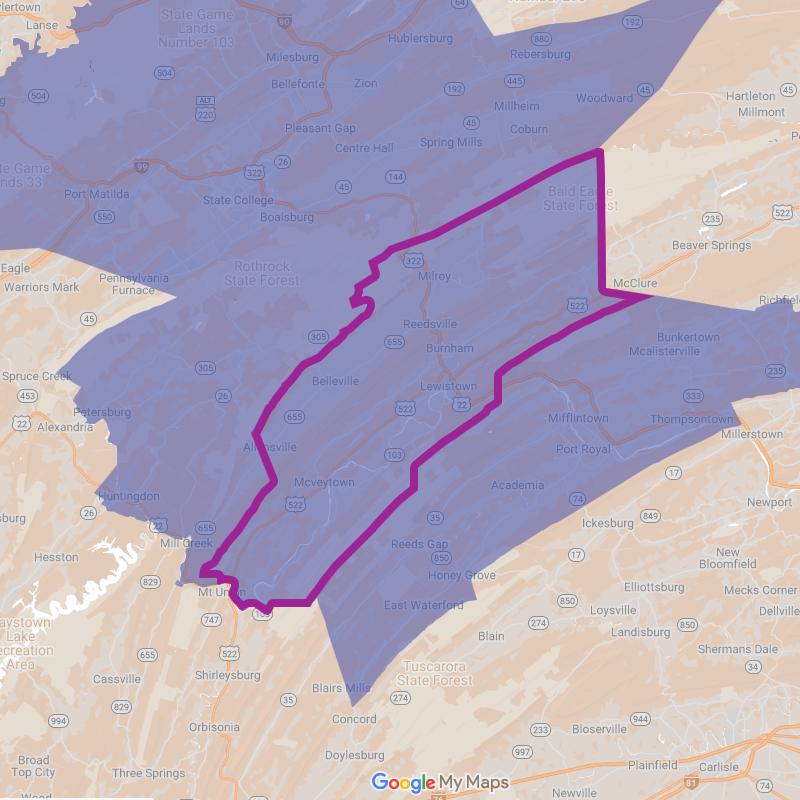 ylertown
Lanse
State Game
Lands
Number 103
80
64
Hublersburg
880
192
Rebersburg
Milesburg
504
Bellefonte
Zion
192
445
Woodward
45
Hartleton
45
Millmont
504
ALT
220
Millheim
Pleasant Gap
45
Coburn
Centre Hall
Spring Mills
te Game
nds 33
99
26
322
144
Bald Eagle
State Forest
Port Matilda
State College
45
550
Boalsburg
235
522
Beaver Springs
Eagle
Warriors Mark
Pennsylvania
Furnace
Rothrock
State Forest
322
Milroy
McClure
Richfield
522
45
305
Reedsville
655
Burnham
Bunkertown
Mcalisterville
305
Belleville
Lewistown
235
Spruce Creek
453
26
522
22
333
22
Petersburg
655
Mifflintown
Thompsontown
Alexandria
Port Royal
Millerstown
103
17
Mcveytown
Academia
Huntingdon
522
74
Newport
sburg
26
22
655
35
849
Ickesburg
Mill Creek
Reeds Gap
850
17
New
Bloomfield
Hesston
829
Honey Grove
Mt Union
Elliottsburg
Mecks Corner
850
Loysville
Dellville
aystown
Lake
ecreation
Area
747
East Waterford
274
850
Blain
Landisburg
522
655
Shermans Dale
Tuscarora
State Forest
34
Cassville
Shirleysburg
829
35
Blairs Mills
274
994
Orbisonia
Concord
233
944
Bloserville
Doylesburg
997
Broad
Top City
Three Springs
Plainfield
Carlisle
81
Google My Maps
74
Newville
76